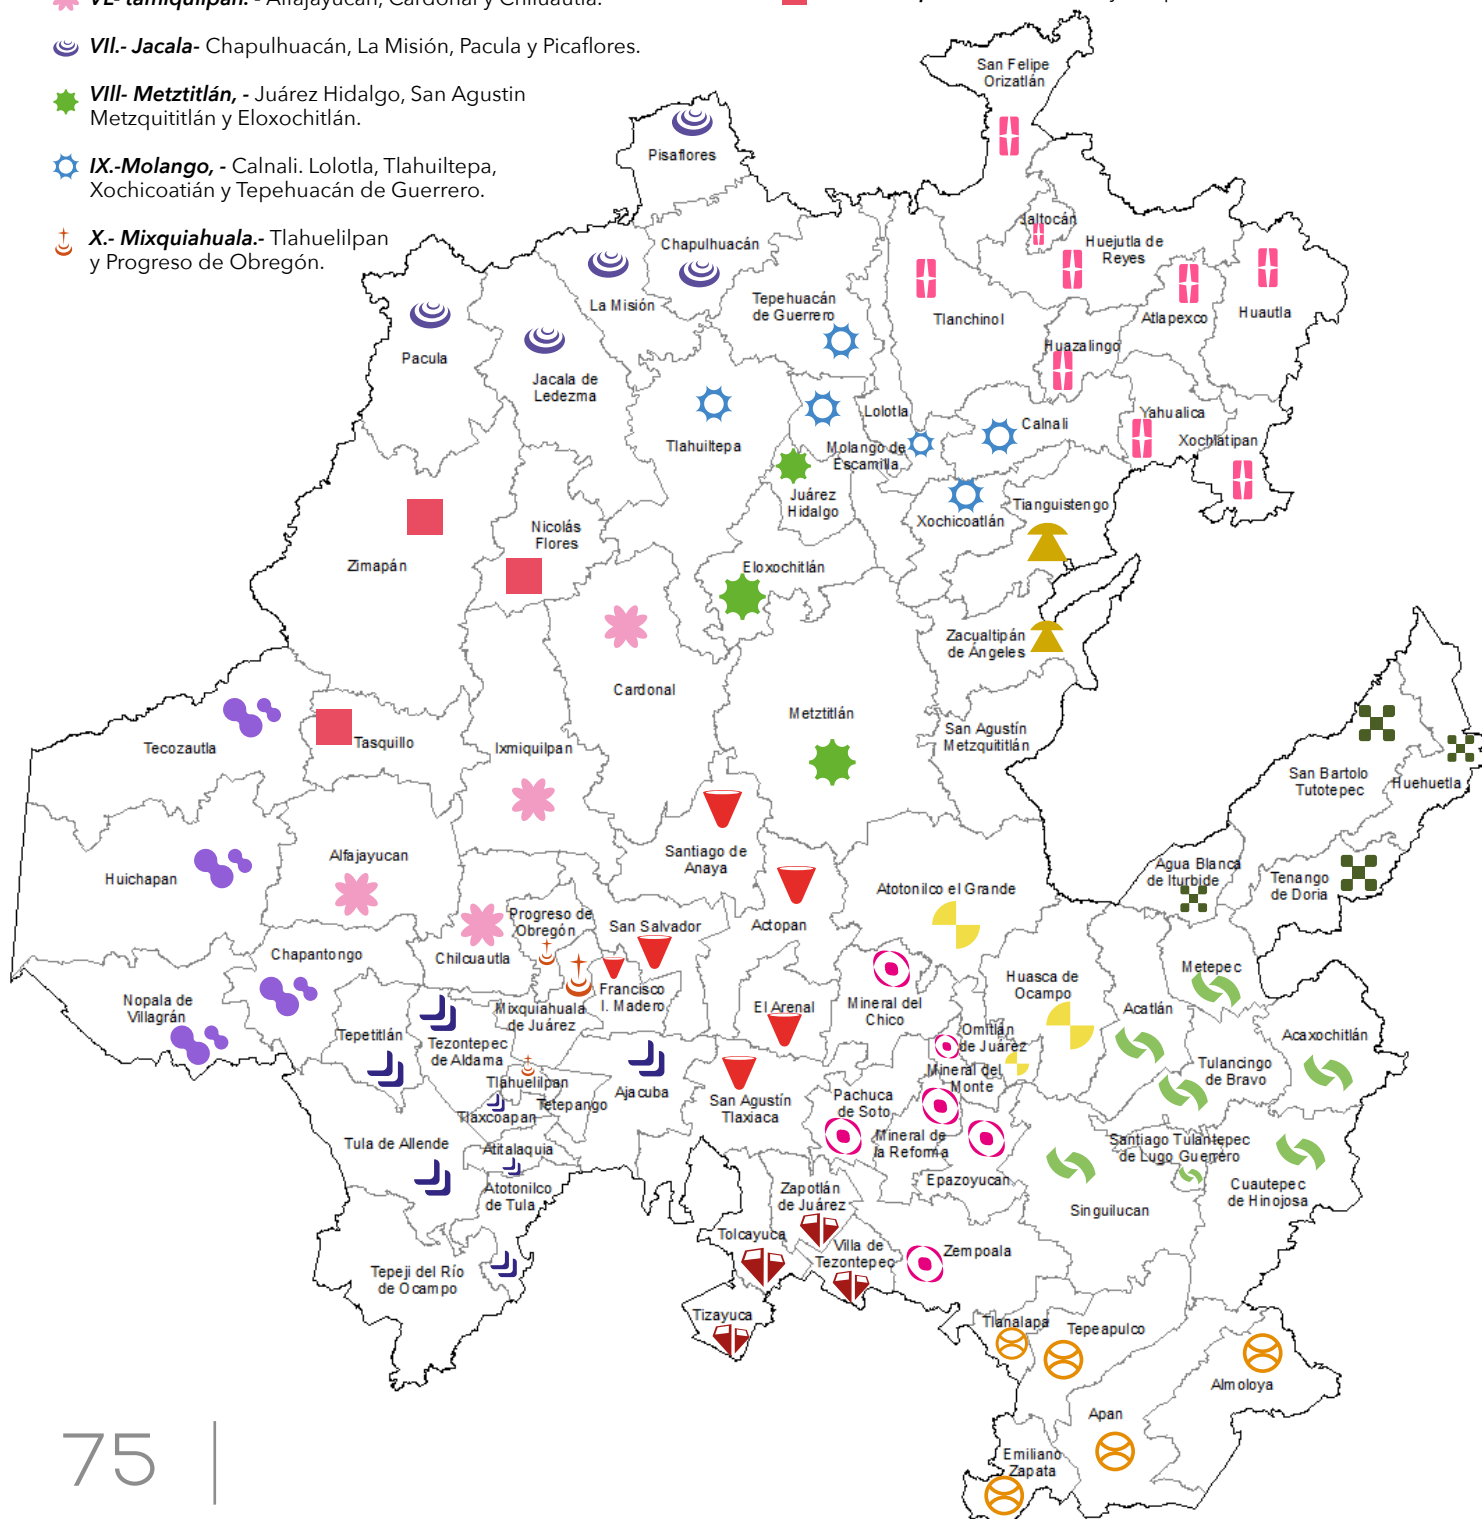 VII.- Jacala- Chapulhuacán, La Misión, Pacula y Picaflores.
VIII- Metztitlán, - Juárez Hidalgo, San Agustin
Metzquititlán y Eloxochitlán.
IX.-Molango, - Calnali. Lolotla, Tlahuiltepa,
Xochicoatián y Tepehuacán de Guerrero.
X.- Mixquiahuala.- Tlahuelilpan
y Progreso de Obregón.
San Felipe
Orizatlán
Pisaflores
Jaltocán
Chapulhuacán
Huejutla de
Reyes
La Misión
Tepehuacán
de Guerrero
Tlanchinol
Atlapexco
Huautla
Pacula
Huazalingo
Jacala de
Ledezma
Lolotla
Yahualica
Calnali
Tlahuiltepa
Molango de
Escamilla
Xochiatipan
Juárez
Hidalgo
Tianguistengo
Xochicoatlán
Nicolás
Flores
Zimapán
Eloxochitlán
Zacualtipán
de Ángeles
Cardonal
Metztitlán
San Agustín
Metzquititlán
Tecozautla
Tasquillo
Ixmiquilpan
San Bartolo
Tutotepec
Huehuetla
Huichapan
Alfajayucan
Santiago de
Anaya
Atotonilco el Grande
Agua Blanca
de Iturbide
Tenango
de Doria
Progreso de
Obregón
San Salvador
Actopan
Chapantongo
Chilcuautla
Metepec
Nopala de
Villagrán
Francisco
I. Madero
Mixquiahuala
de Juárez
El Arenal
Mineral del
Chico
Huasca de
Ocampo
Acatlán
Tepetitlán
Tezontepec
de Aldama
Omitlán
de Juárez
Acaxochitlán
Tlahuelilpan
Tetepango
Ajacuba
Mineral del
Monte
Tulancingo
de Bravo
Tlaxcoapan
San Agustín
Tlaxiaca
Pachuca
de Soto
Tula de Allende
Atitalaquia
Mineral de
la Reforma
Santiago Tulantepec
de Lugo Guerrero
Atotonilco
de Tula
Zapotlán
de Juárez
Epazoyucan
Cuautepec
de Hinojosa
Singuilucan
Tolcayuca
Villa de
Tezontepec
Zempoala
Tepeji del Río
de Ocampo
Tizayuca
Tlanalapa
Tepeapulco
Almoloya
Apan
Emiliano
Zapata
75